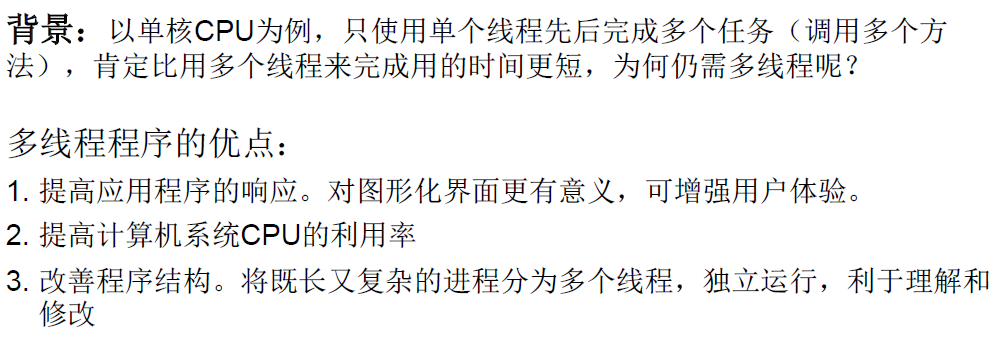 背景：以单核CPU为例，只使用单个线程先后完成多个任务（调用多个方
法），肯定比用多个线程来完成用的时间更短，为何仍需多线程呢？
多线程程序的优点：
1. 提高应用程序的响应。对图形化界面更有意义，可增强用户体验。
2. 提高计算机系统CPU的利用率
3. 改善程序结构。将既长又复杂的进程分为多个线程，独立运行，利于理解和
修改